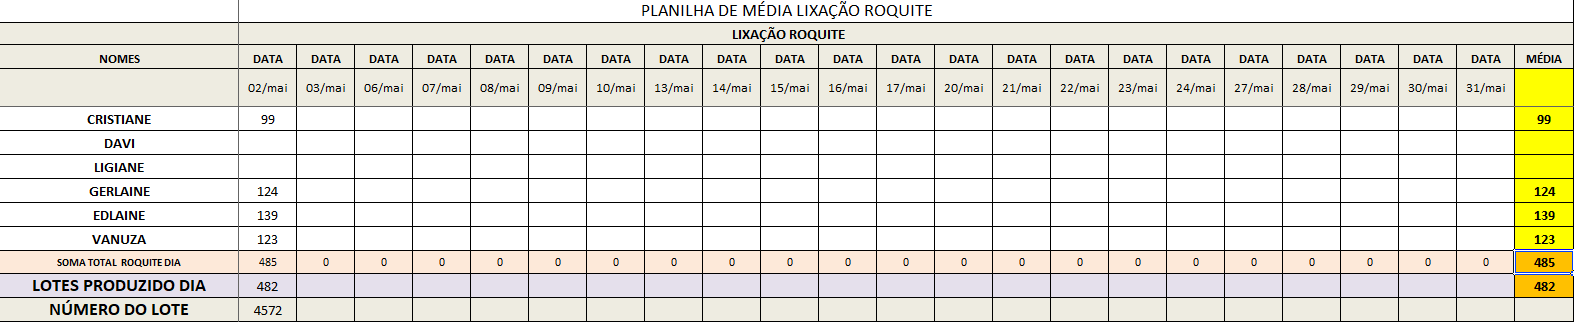 PLANILHA DE MÉDIA LIXAÇÃO ROQUITE
LIXAÇÃO ROQUITE
NOMES DATA DATA DATA DATA DATA DATA DATA DATA DATA DATA DATA DATA DATA DATA DATA DATA DATA DATA DATA DATA DATA DATA MÉDIA
02/mai 03/mai 06/mai 07/mai 08/mai 09/mai 10/mai 13/mai 14/mai 15/mai 16/mai 17/mai 20/mai 21/mai 22/mai 23/mai 24/mai 27/mai 28/mai 29/mai 30/mai 31/mai
CRISTIANE 99 99
DAVI
LIGIANE
GERLAINE 124 124
EDLAINE 139 139
VANUZA 123 123
SOMA TOTAL ROQUITE DIA 485 0 0 0 0 0 0 0 0 0 0 0 0 0 0 0 0 0 0 0 0 0 485
LOTES PRODUZIDO DIA 482 482
NÚMERO DO LOTE 4572